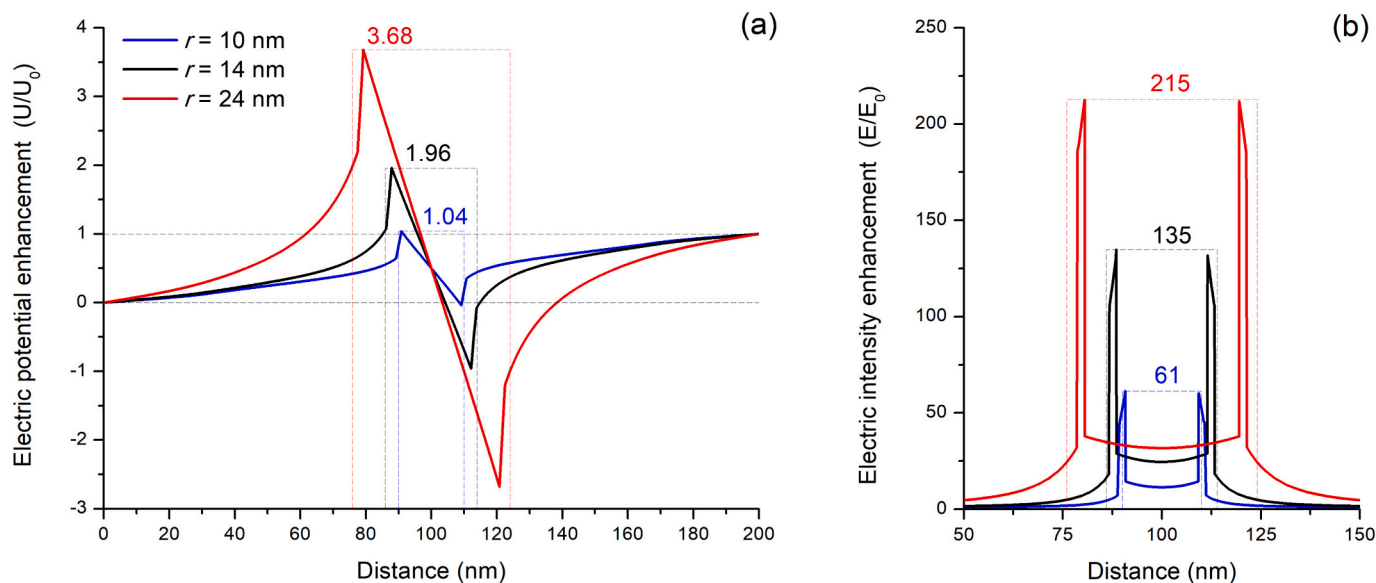 (a)
Electric potential enhancement (U/U₀)
4
3
2
1
0
-1
-2
-3
r = 10 nm
r = 14 nm
r = 24 nm
3.68
1.96
1.04
0 20 40 60 80 100 120 140 160 180 200
Distance (nm)
(b)
Electric intensity enhancement (E/E₀)
250
200
150
100
50
0
215
135
61
50 75 100 125 150
Distance (nm)